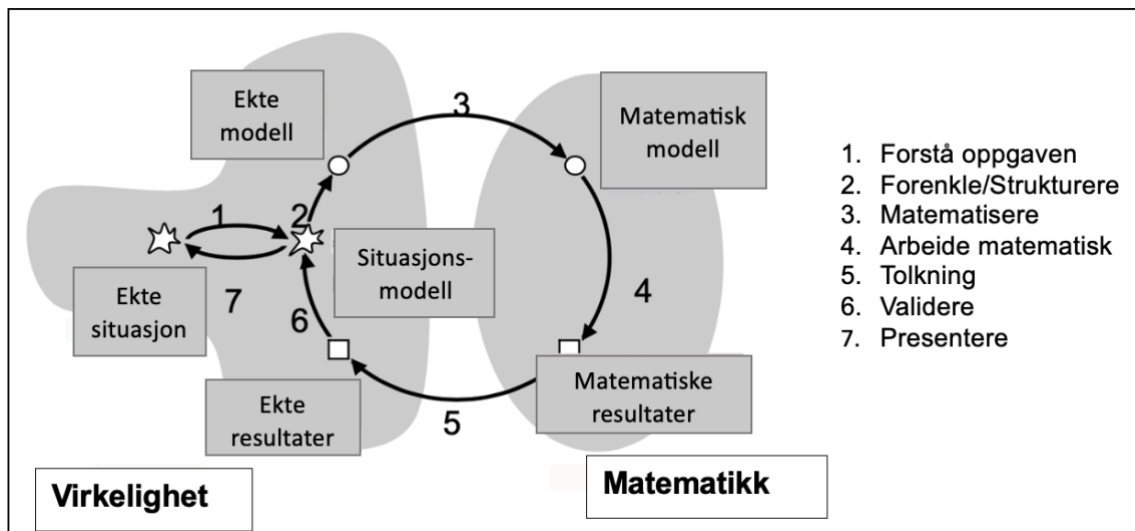 Ekte
modell
3
Matematisk
modell
1
2
Situasjons-
modell
Ekte
situasjon
7
6
4
Ekte
resultater
5
Matematiske
resultater
Virkelighet
Matematikk
1. Forstå oppgaven
2. Forenkle/Strukturere
3. Matematisere
4. Arbeide matematisk
5. Tolkning
6. Validere
7. Presentere